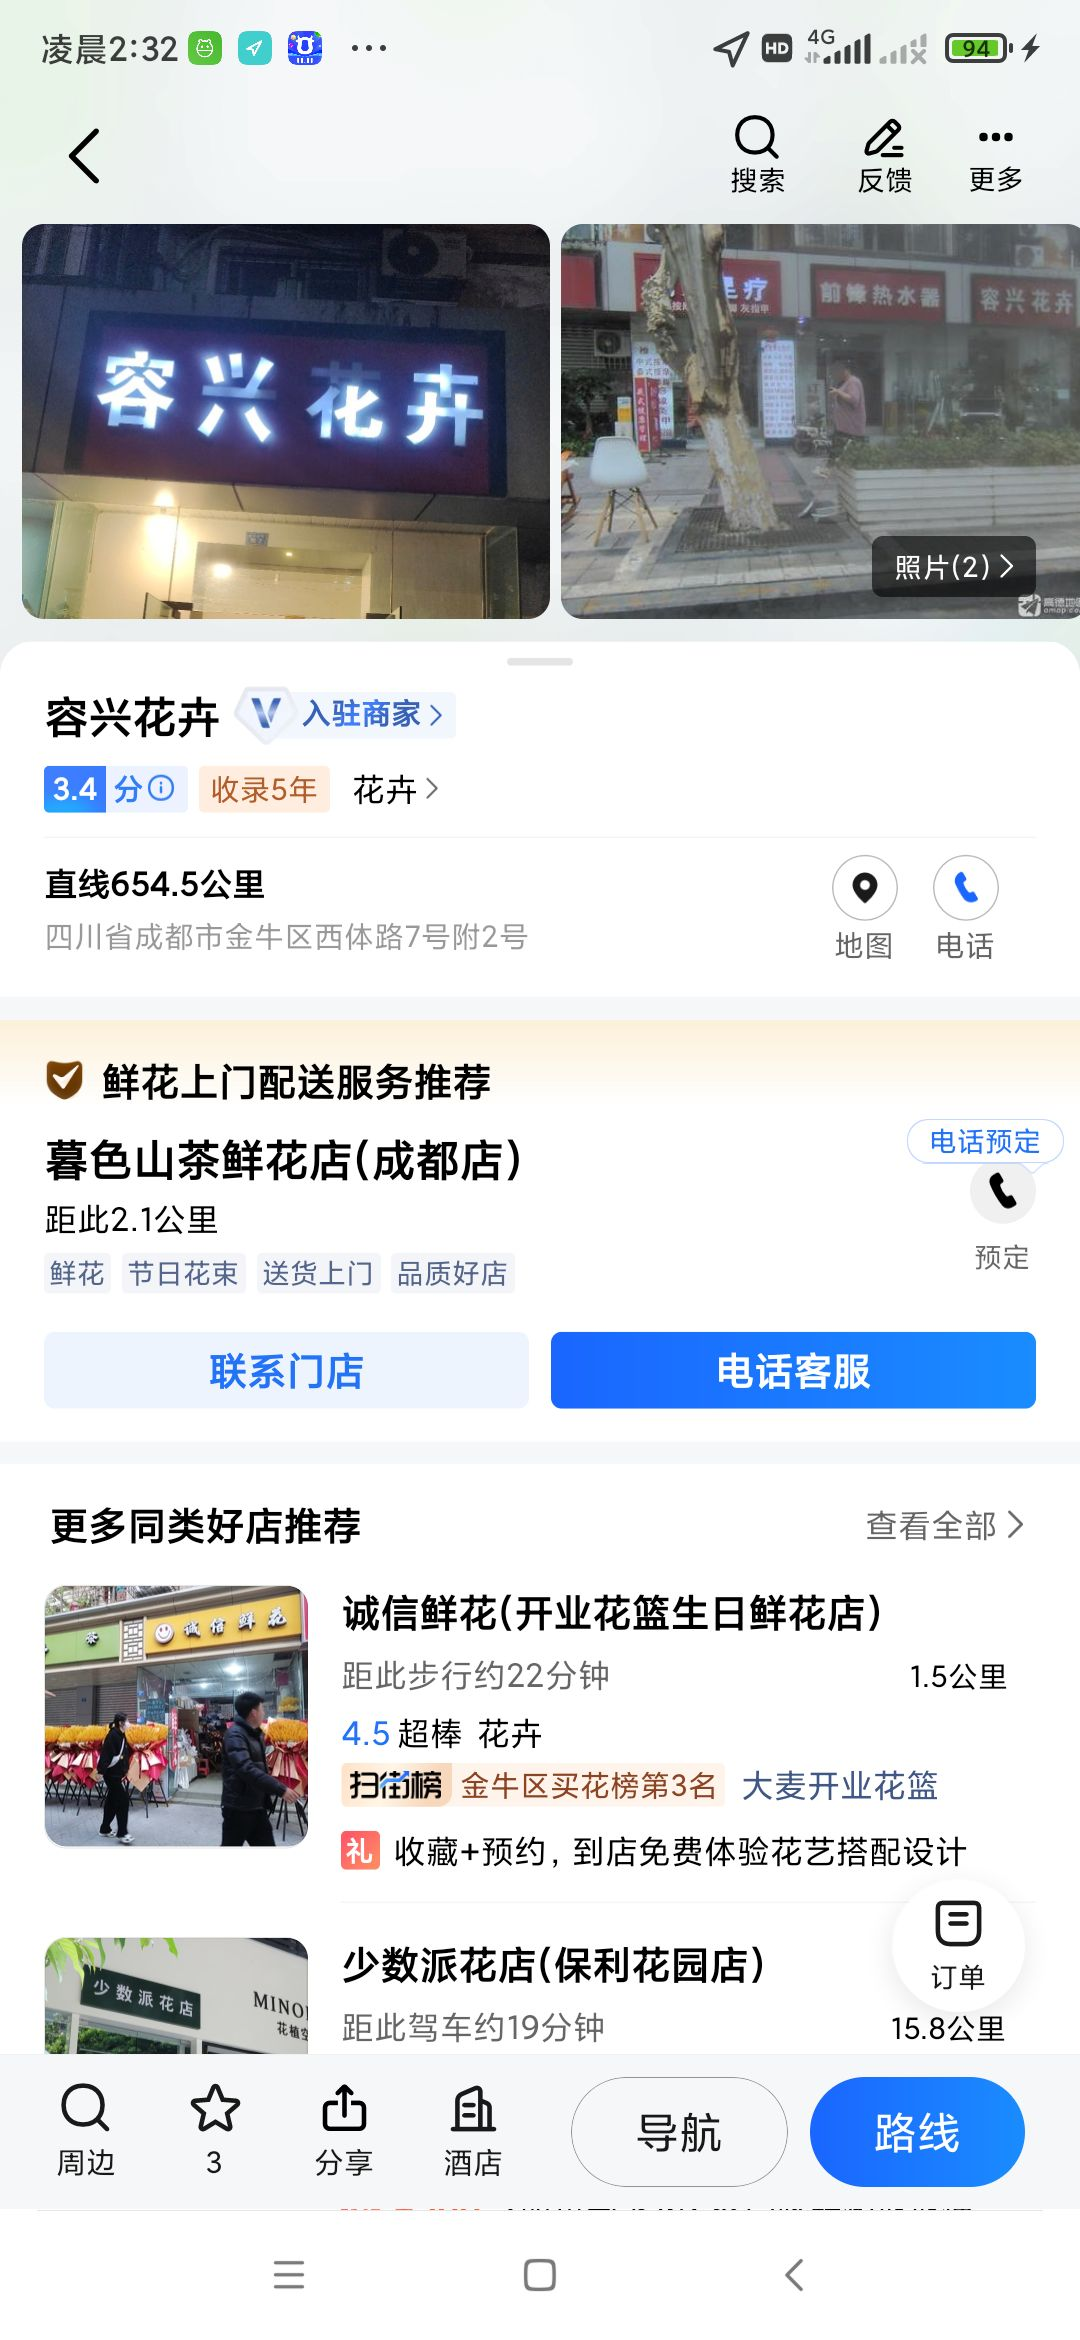 凌晨2:32
HD
4G
94
搜索
反馈
更多
容兴花卉
足疗
前锋热水器
容兴花卉
照片(2)
高德地图
容兴花卉
V 入驻商家
3.4分
收录5年
花卉
直线654.5公里
四川省成都市金牛区西体路7号附2号
地图
电话
鲜花上门配送服务推荐
暮色山茶鲜花店(成都店)
电话预定
距此2.1公里
预定
鲜花 节日花束 送货上门 品质好店
联系门店
电话客服
更多同类好店推荐
查看全部
茶
诚信鲜花
诚信鲜花(开业花篮生日鲜花店)
距此步行约22分钟
1.5公里
4.5 超棒 花卉
扫街榜 金牛区买花榜第3名 大麦开业花篮
礼 收藏+预约，到店免费体验花艺搭配设计
少数派花店
MINO
花植空
少数派花店(保利花园店)
距此驾车约19分钟
15.8公里
订单
周边
3
分享
酒店
导航
路线